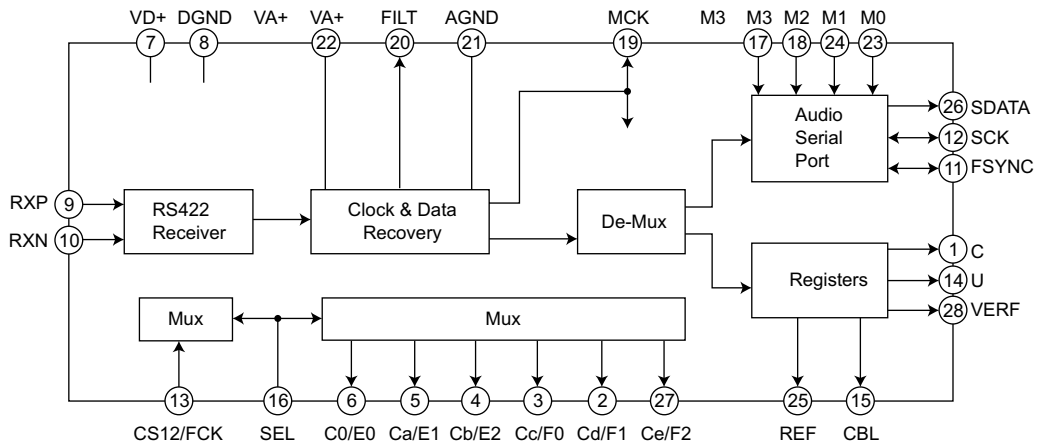 VD+ DGND VA+ VA+ FILT AGND MCK M3 M3 M2 M1 M0
7 8 22 20 21 19 17 18 24 23
Audio
Serial
Port
26 SDATA
12 SCK
11 FSYNC
RXP 9
RXN 10
RS422
Receiver
Clock & Data
Recovery
De-Mux
Registers
1 C
14 U
28 VERF
Mux
Mux
13 16 6 5 4 3 2 27 25 15
CS12/FCK SEL C0/E0 Ca/E1 Cb/E2 Cc/F0 Cd/F1 Ce/F2 REF CBL